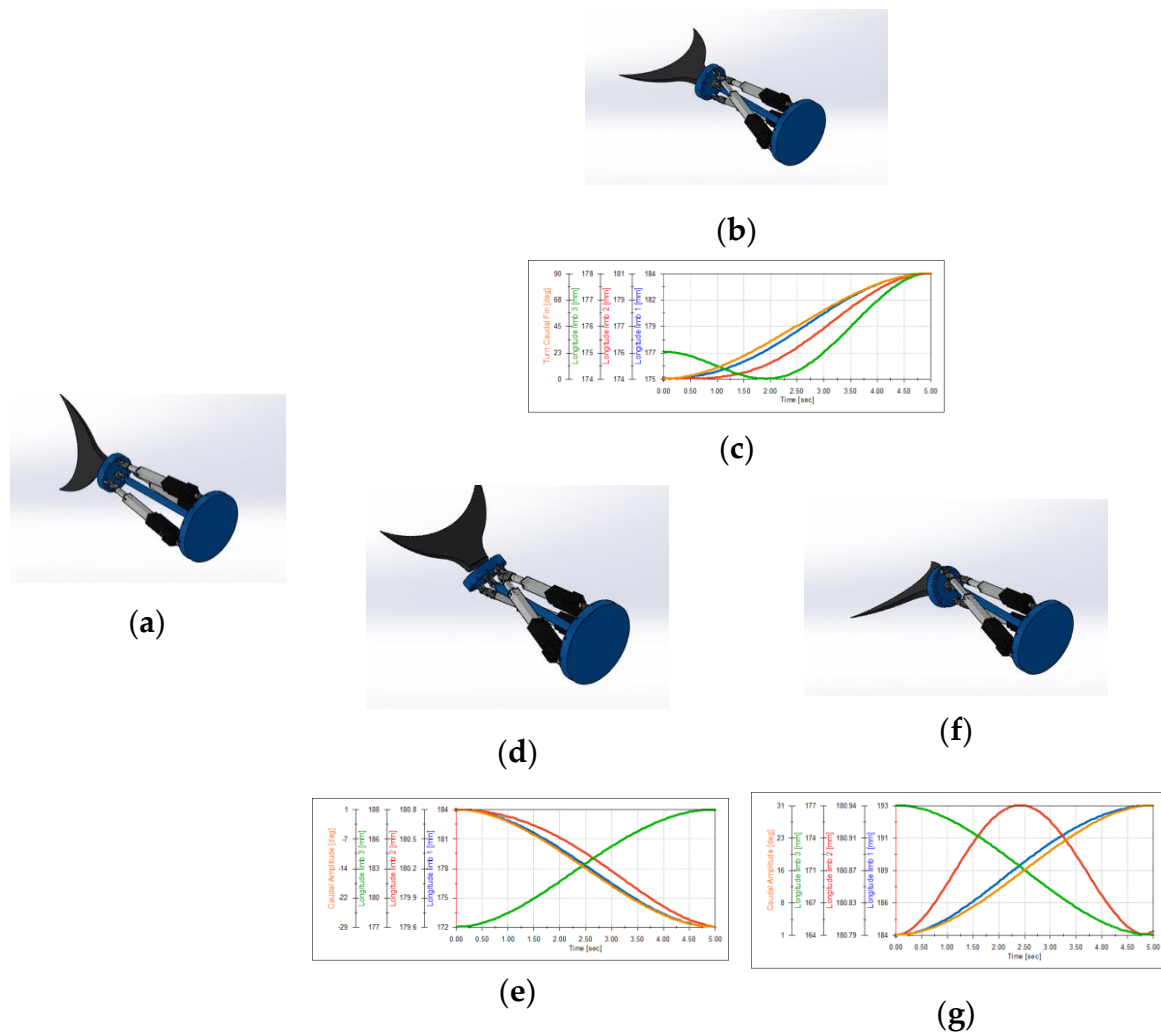 (b)
Turn Caudal Fin [deg]
Longitude limb 3 [mm]
Longitude limb 2 [mm]
Longitude limb 1 [mm]
90 178 181 184
68 177 179 182
45 176 177 179
23 175 176 177
0 174 174 175
0.00 0.50 1.00 1.50 2.00 2.50 3.00 3.50 4.00 4.50 5.00
Time [sec]
(c)
(a)
(d)
(f)
Caudal Amplitude [deg]
Longitude limb 3 [mm]
Longitude limb 2 [mm]
Longitude limb 1 [mm]
1 188 180.8 184
-7 186 180.5 181
-14 183 180.2 178
-22 180 179.9 175
-29 177 179.6 172
0.00 0.50 1.00 1.50 2.00 2.50 3.00 3.50 4.00 4.50 5.00
Time [sec]
(e)
Caudal Amplitude [deg]
Longitude limb 3 [mm]
Longitude limb 2 [mm]
Longitude limb 1 [mm]
31 177 180.94 193
23 174 180.91 191
16 171 180.87 189
8 167 180.83 186
1 164 180.79 184
0.00 0.50 1.00 1.50 2.00 2.50 3.00 3.50 4.00 4.50 5.00
Time [sec]
(g)